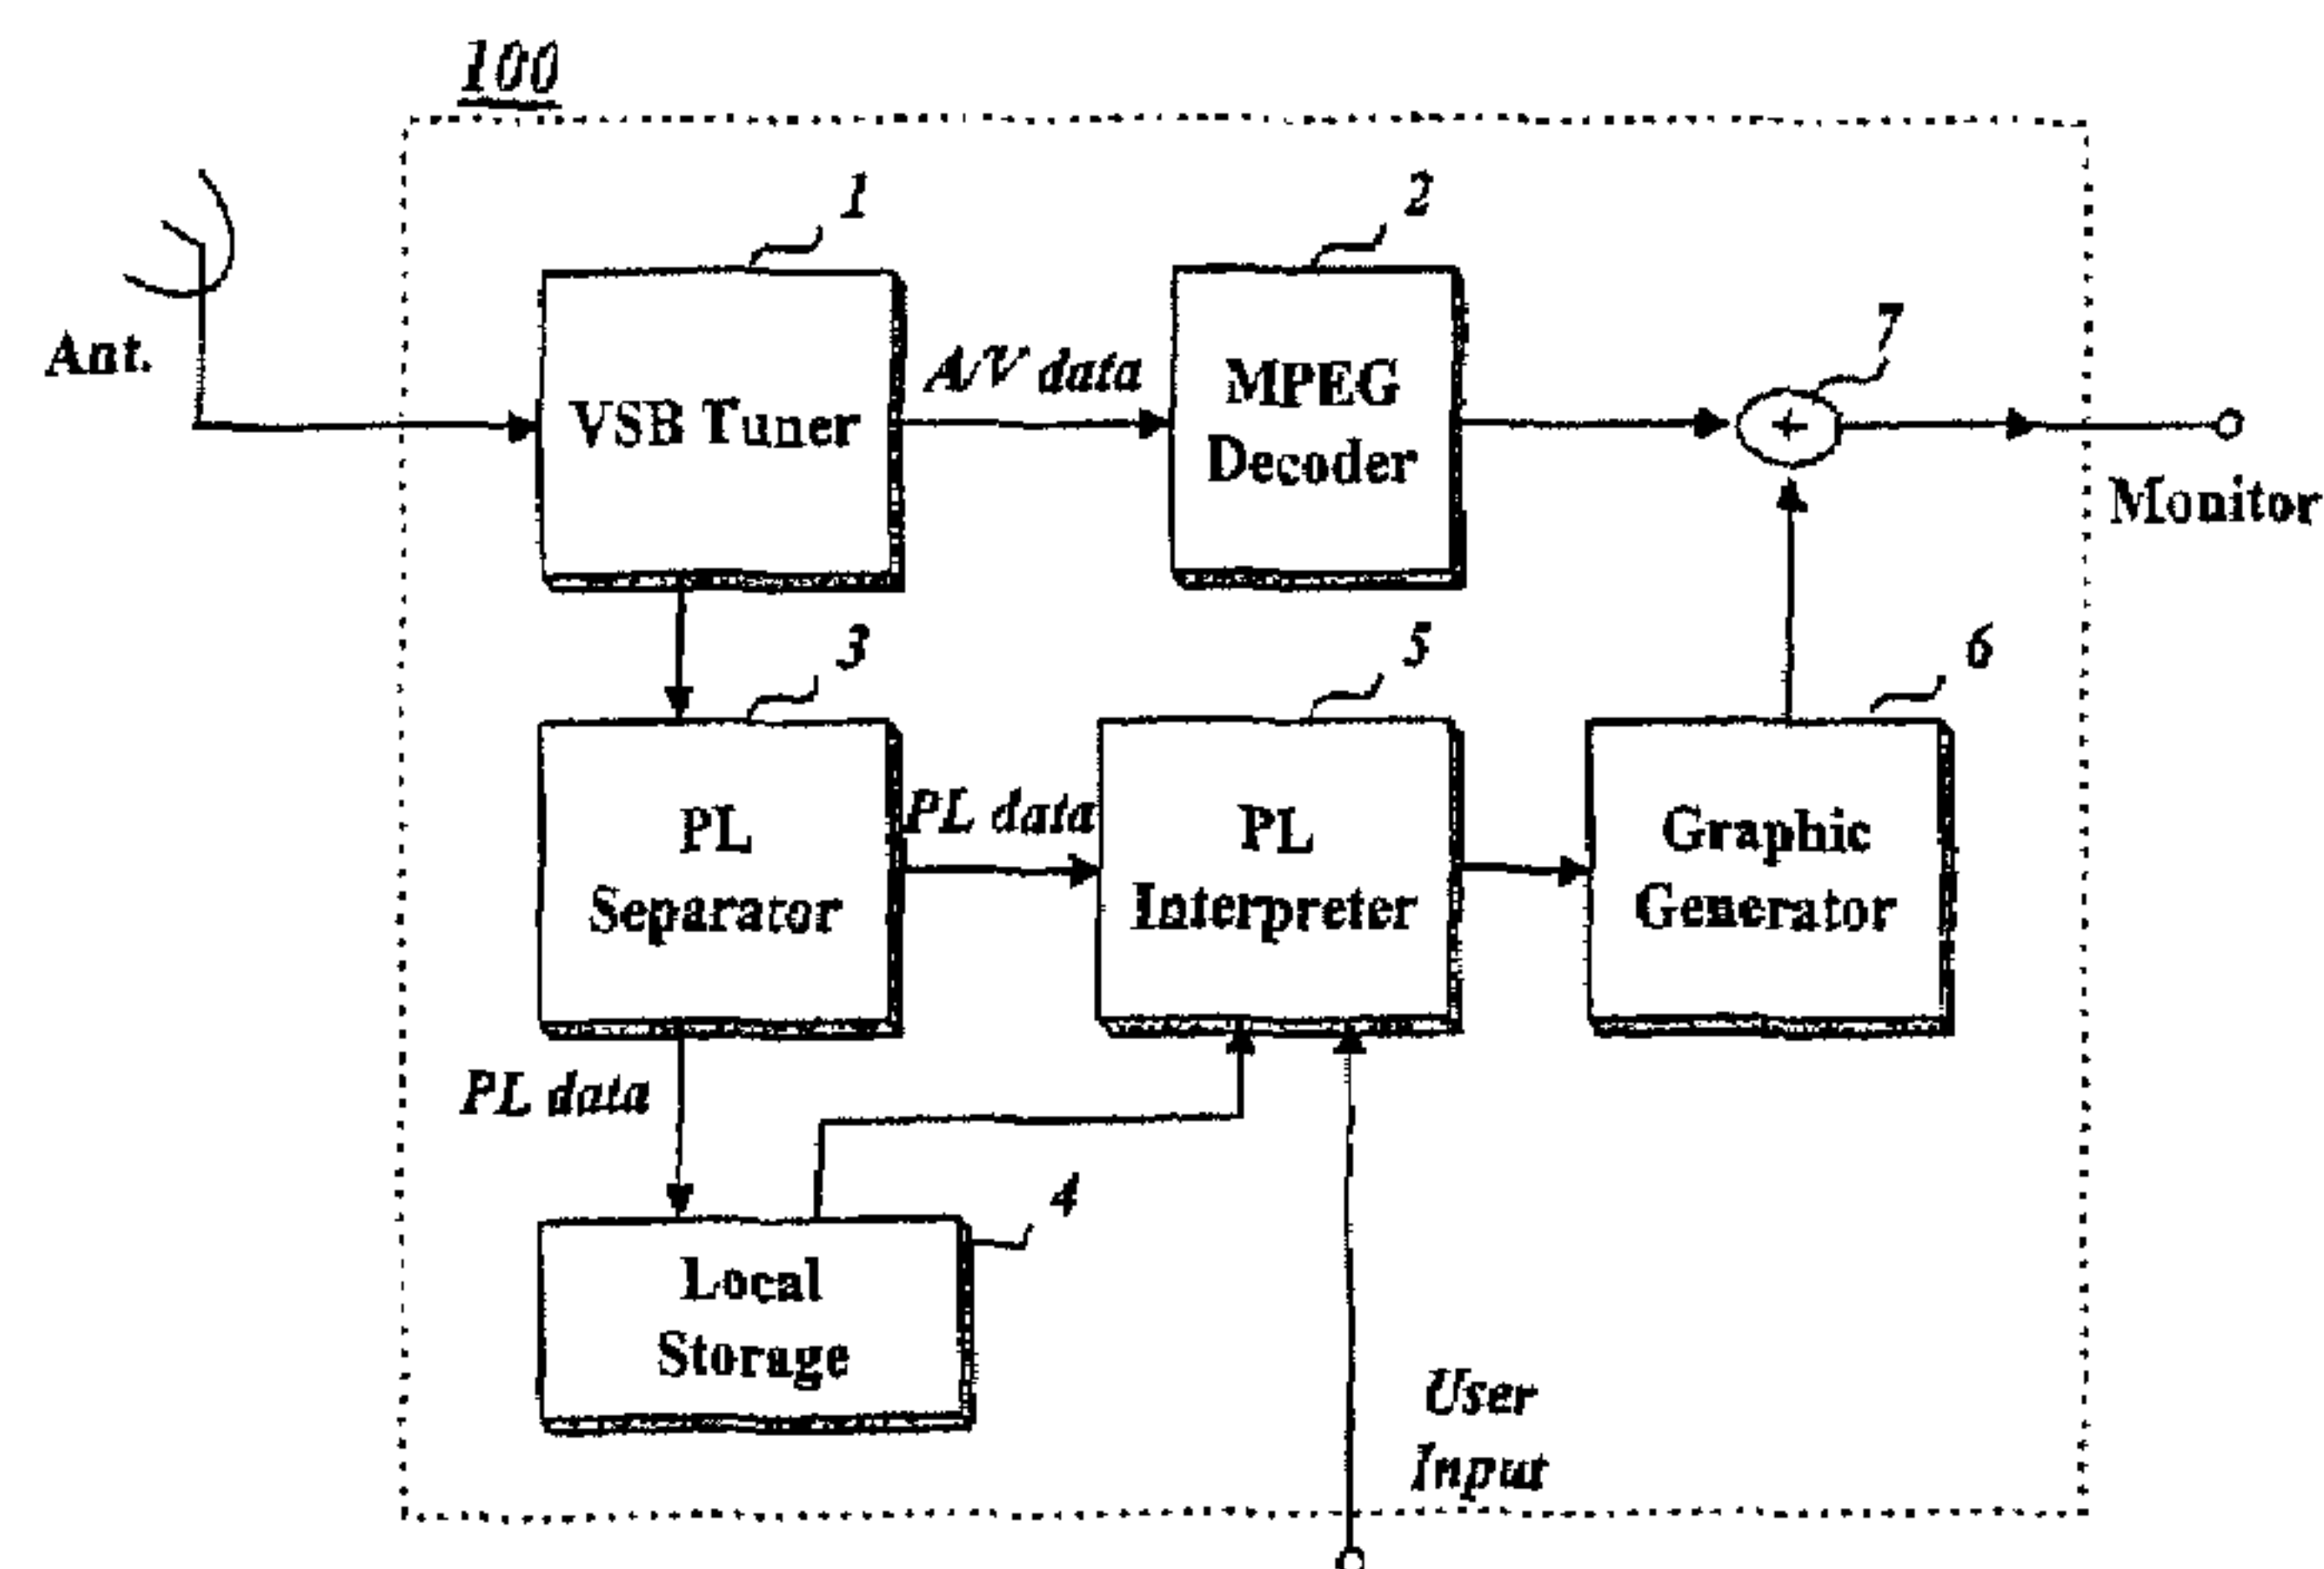 100
1
2
Ant.
VSB Tuner
A/V data
MPEG
Decoder
7
+
Monitor
3
5
6
PL
Separator
PL data
PL
Interpreter
Graphic
Generator
PL data
4
Local
Storage
User
Input